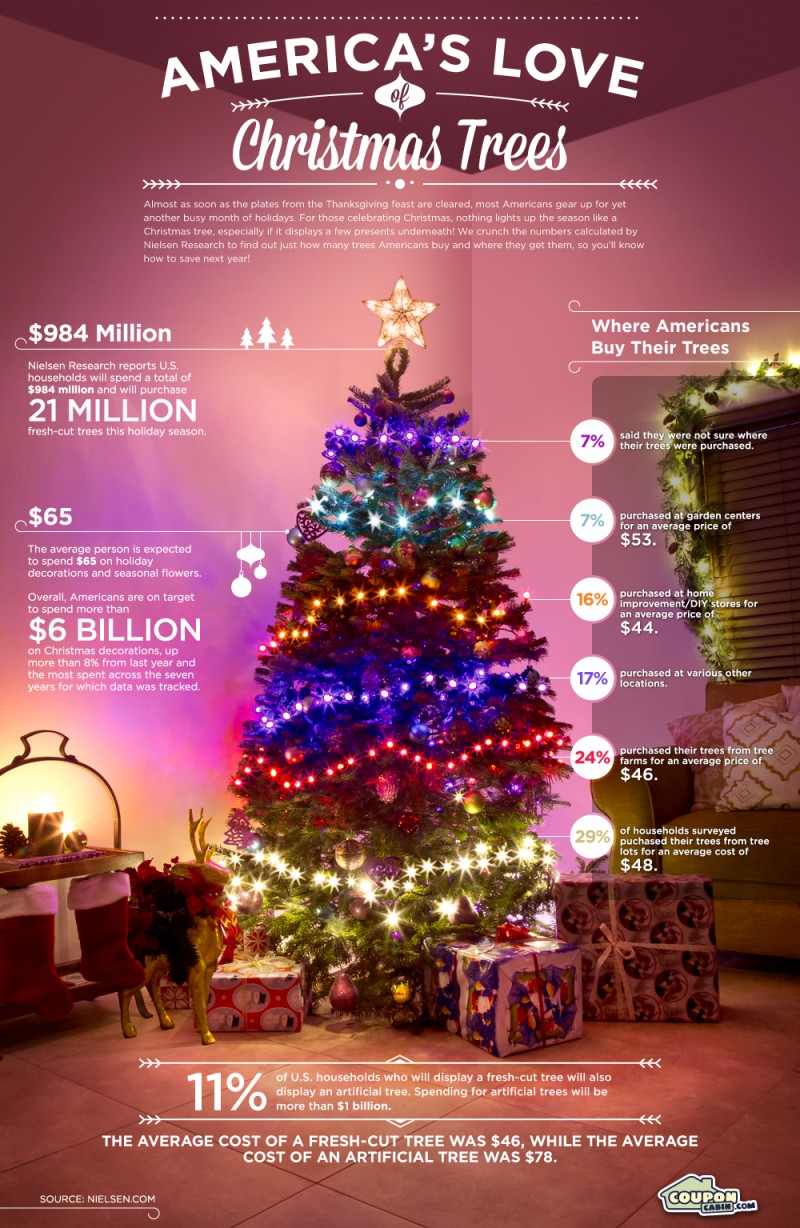 AMERICA'S LOVE
of
Christmas Trees
Almost as soon as the plates from the Thanksgiving feast are cleared, most Americans gear up for yet
another busy month of holidays. For those celebrating Christmas, nothing lights up the season like a
Christmas tree, especially if it displays a few presents underneath! We crunch the numbers calculated by
Nielsen Research to find out just how many trees Americans buy and where they get them, so you'll know
how to save next year!
$984 Million
Nielsen Research reports U.S.
households will spend a total of
$984 million and will purchase
21 MILLION
fresh-cut trees this holiday season.
$65
The average person is expected
to spend $65 on holiday
decorations and seasonal flowers.
Overall, Americans are on target
to spend more than
$6 BILLION
on Christmas decorations, up
more than 8% from last year and
the most spent across the seven
years for which data was tracked.
Where Americans
Buy Their Trees
7%
said they were not sure where
their trees were purchased.
7%
purchased at garden centers
for an average price of
$53.
16%
purchased at home
improvement/DIY stores for
an average price of
$44.
17%
purchased at various other
locations.
24%
purchased their trees from tree
farms for an average price of
$46.
29%
of households surveyed
puchased their trees from tree
lots for an average cost of
$48.
11%
of U.S. households who will display a fresh-cut tree will also
display an artificial tree. Spending for artificial trees will be
more than $1 billion.
THE AVERAGE COST OF A FRESH-CUT TREE WAS $46, WHILE THE AVERAGE
COST OF AN ARTIFICIAL TREE WAS $78.
SOURCE: NIELSEN.COM
COUPON
CABIN.COM